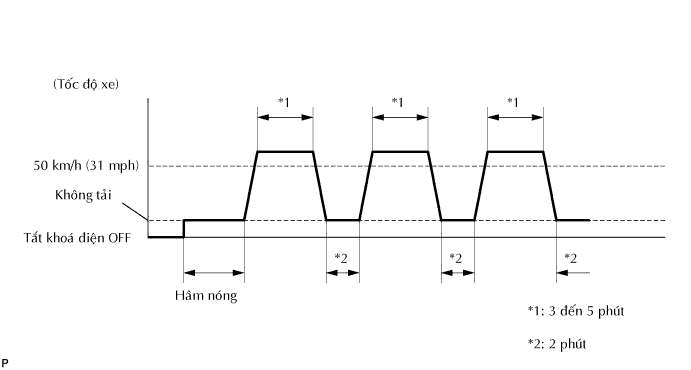 (Tốc độ xe)
*1 *1 *1
50 km/h (31 mph)
Không tải
Tắt khoá điện OFF
*2 *2 *2
Hâm nóng
*1: 3 đến 5 phút
*2: 2 phút
P